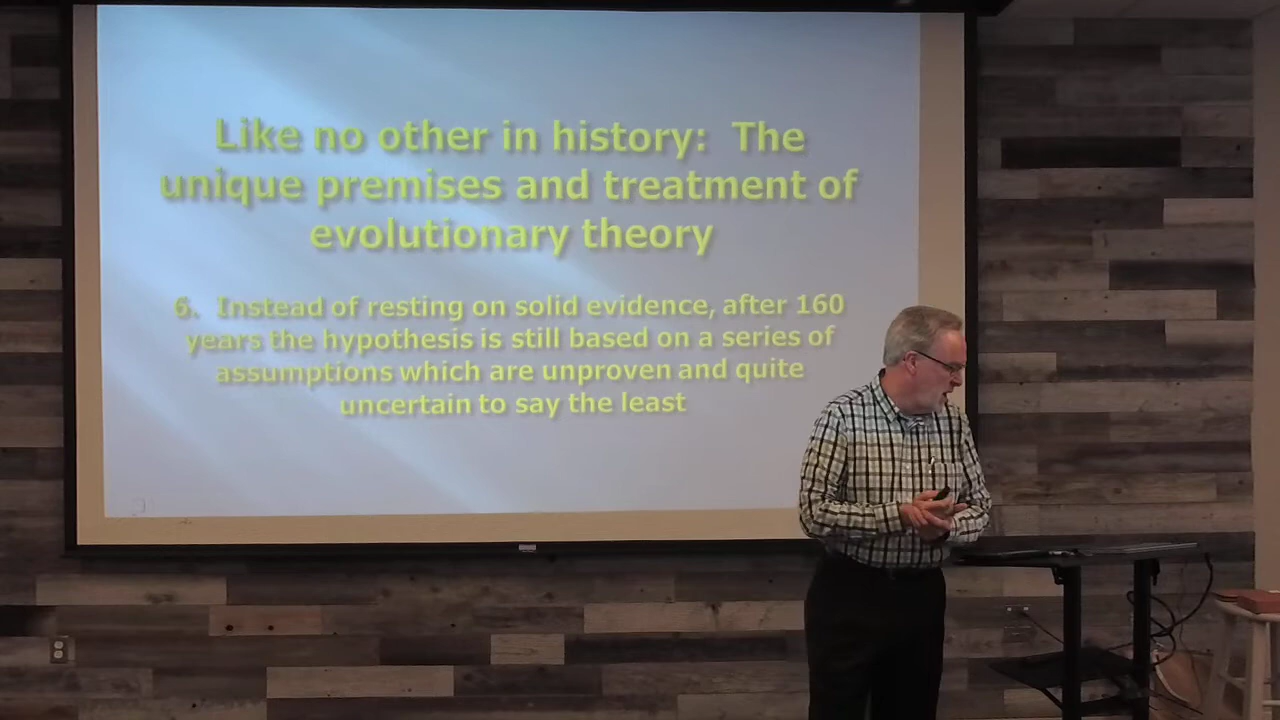 Like no other in history: The
unique premises and treatment of
evolutionary theory
6. Instead of resting on solid evidence, after 160
years the hypothesis is still based on a series of
assumptions which are unproven and quite
uncertain to say the least